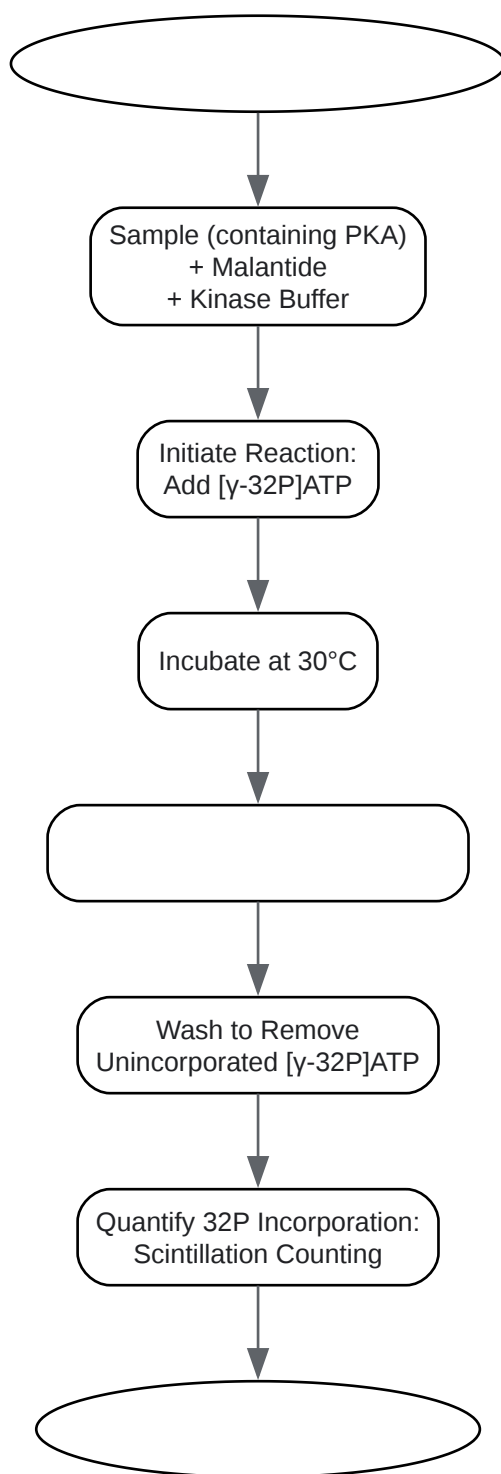 Sample (containing PKA)
+ Malantide
+ Kinase Buffer
Initiate Reaction:
Add [γ-32P]ATP
Incubate at 30°C
Wash to Remove
Unincorporated [γ-32P]ATP
Quantify 32P Incorporation:
Scintillation Counting